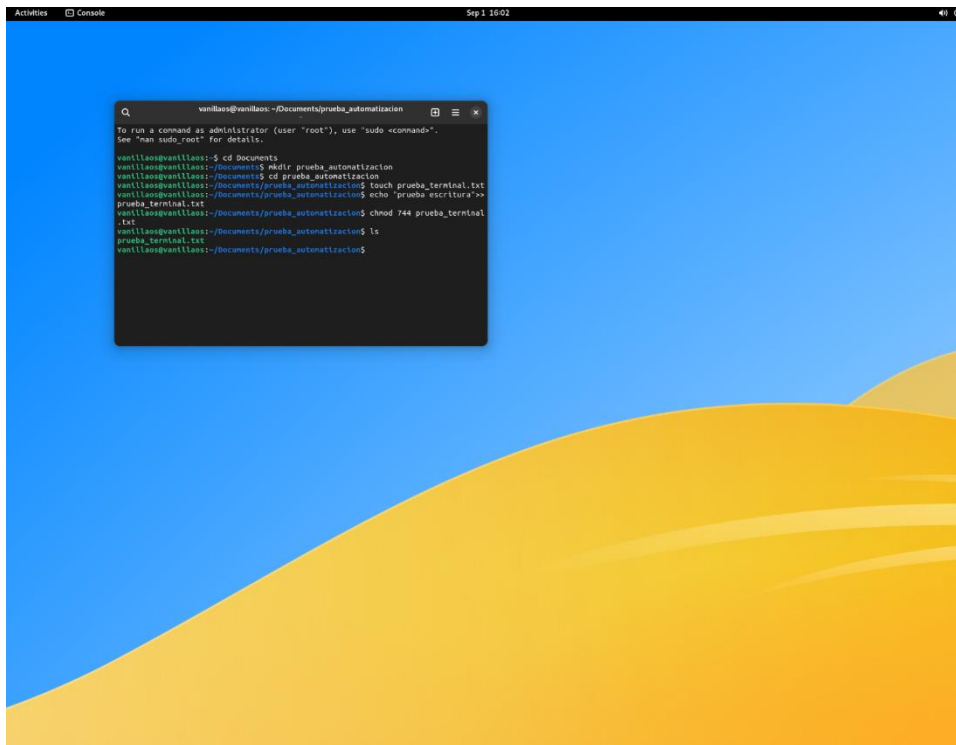 Activities Console Sep 1 16:02
vanillaos@vanillaos: ~/Documents/prueba_automatizacion
To run a command as administrator (user "root"), use "sudo <command>".
See "man sudo_root" for details.
vanillaos@vanillaos:~$ cd Documents
vanillaos@vanillaos:~/Documents$ mkdir prueba_automatizacion
vanillaos@vanillaos:~/Documents$ cd prueba_automatizacion
vanillaos@vanillaos:~/Documents/prueba_automatizacion$ touch prueba_terminal.txt
vanillaos@vanillaos:~/Documents/prueba_automatizacion$ echo "prueba escritura">>
prueba_terminal.txt
vanillaos@vanillaos:~/Documents/prueba_automatizacion$ chmod 744 prueba_terminal
.txt
vanillaos@vanillaos:~/Documents/prueba_automatizacion$ ls
prueba_terminal.txt
vanillaos@vanillaos:~/Documents/prueba_automatizacion$